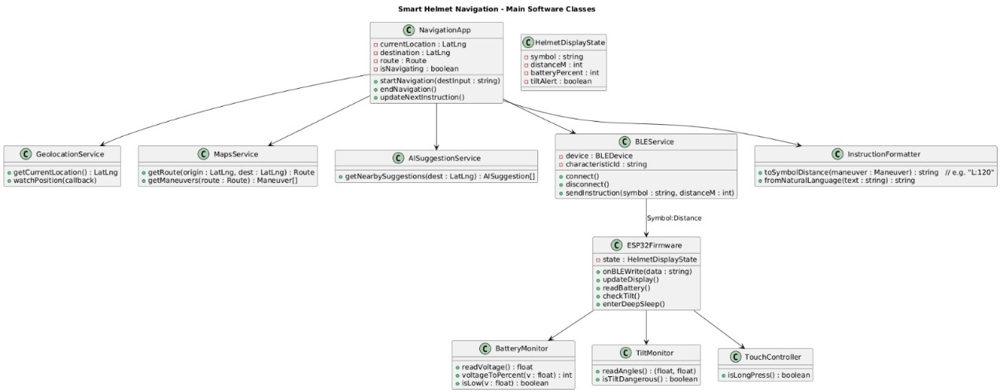 Smart Helmet Navigation - Main Software Classes
C NavigationApp
currentLocation : LatLng
destination : LatLng
route : Route
isNavigating : boolean
startNavigation(destInput : string)
endNavigation()
updateNextInstruction()
C HelmetDisplayState
symbol : string
distanceM : int
batteryPercent : int
tiltAlert : boolean
C GeolocationService
getCurrentLocation() : LatLng
watchPosition(callback)
C MapsService
getRoute(origin : LatLng, dest : LatLng) : Route
getManeuvers(route : Route) : Maneuver[]
C AISuggestionService
getNearbySuggestions(dest : LatLng) : AISuggestion[]
C BLEService
device : BLEDevice
characteristicId : string
connect()
disconnect()
sendInstruction(symbol : string, distanceM : int)
C InstructionFormatter
toSymbolDistance(maneuver : Maneuver) : string // e.g. "L:120"
fromNaturalLanguage(text : string) : string
Symbol:Distance
C ESP32Firmware
state : HelmetDisplayState
onBLEWrite(data : string)
updateDisplay()
readBattery()
checkTilt()
enterDeepSleep()
C BatteryMonitor
readVoltage() : float
voltageToPercent(v : float) : int
isLow(v : float) : boolean
C TiltMonitor
readAngles() : (float, float)
isTiltDangerous() : boolean
C TouchController
isLongPress() : boolean